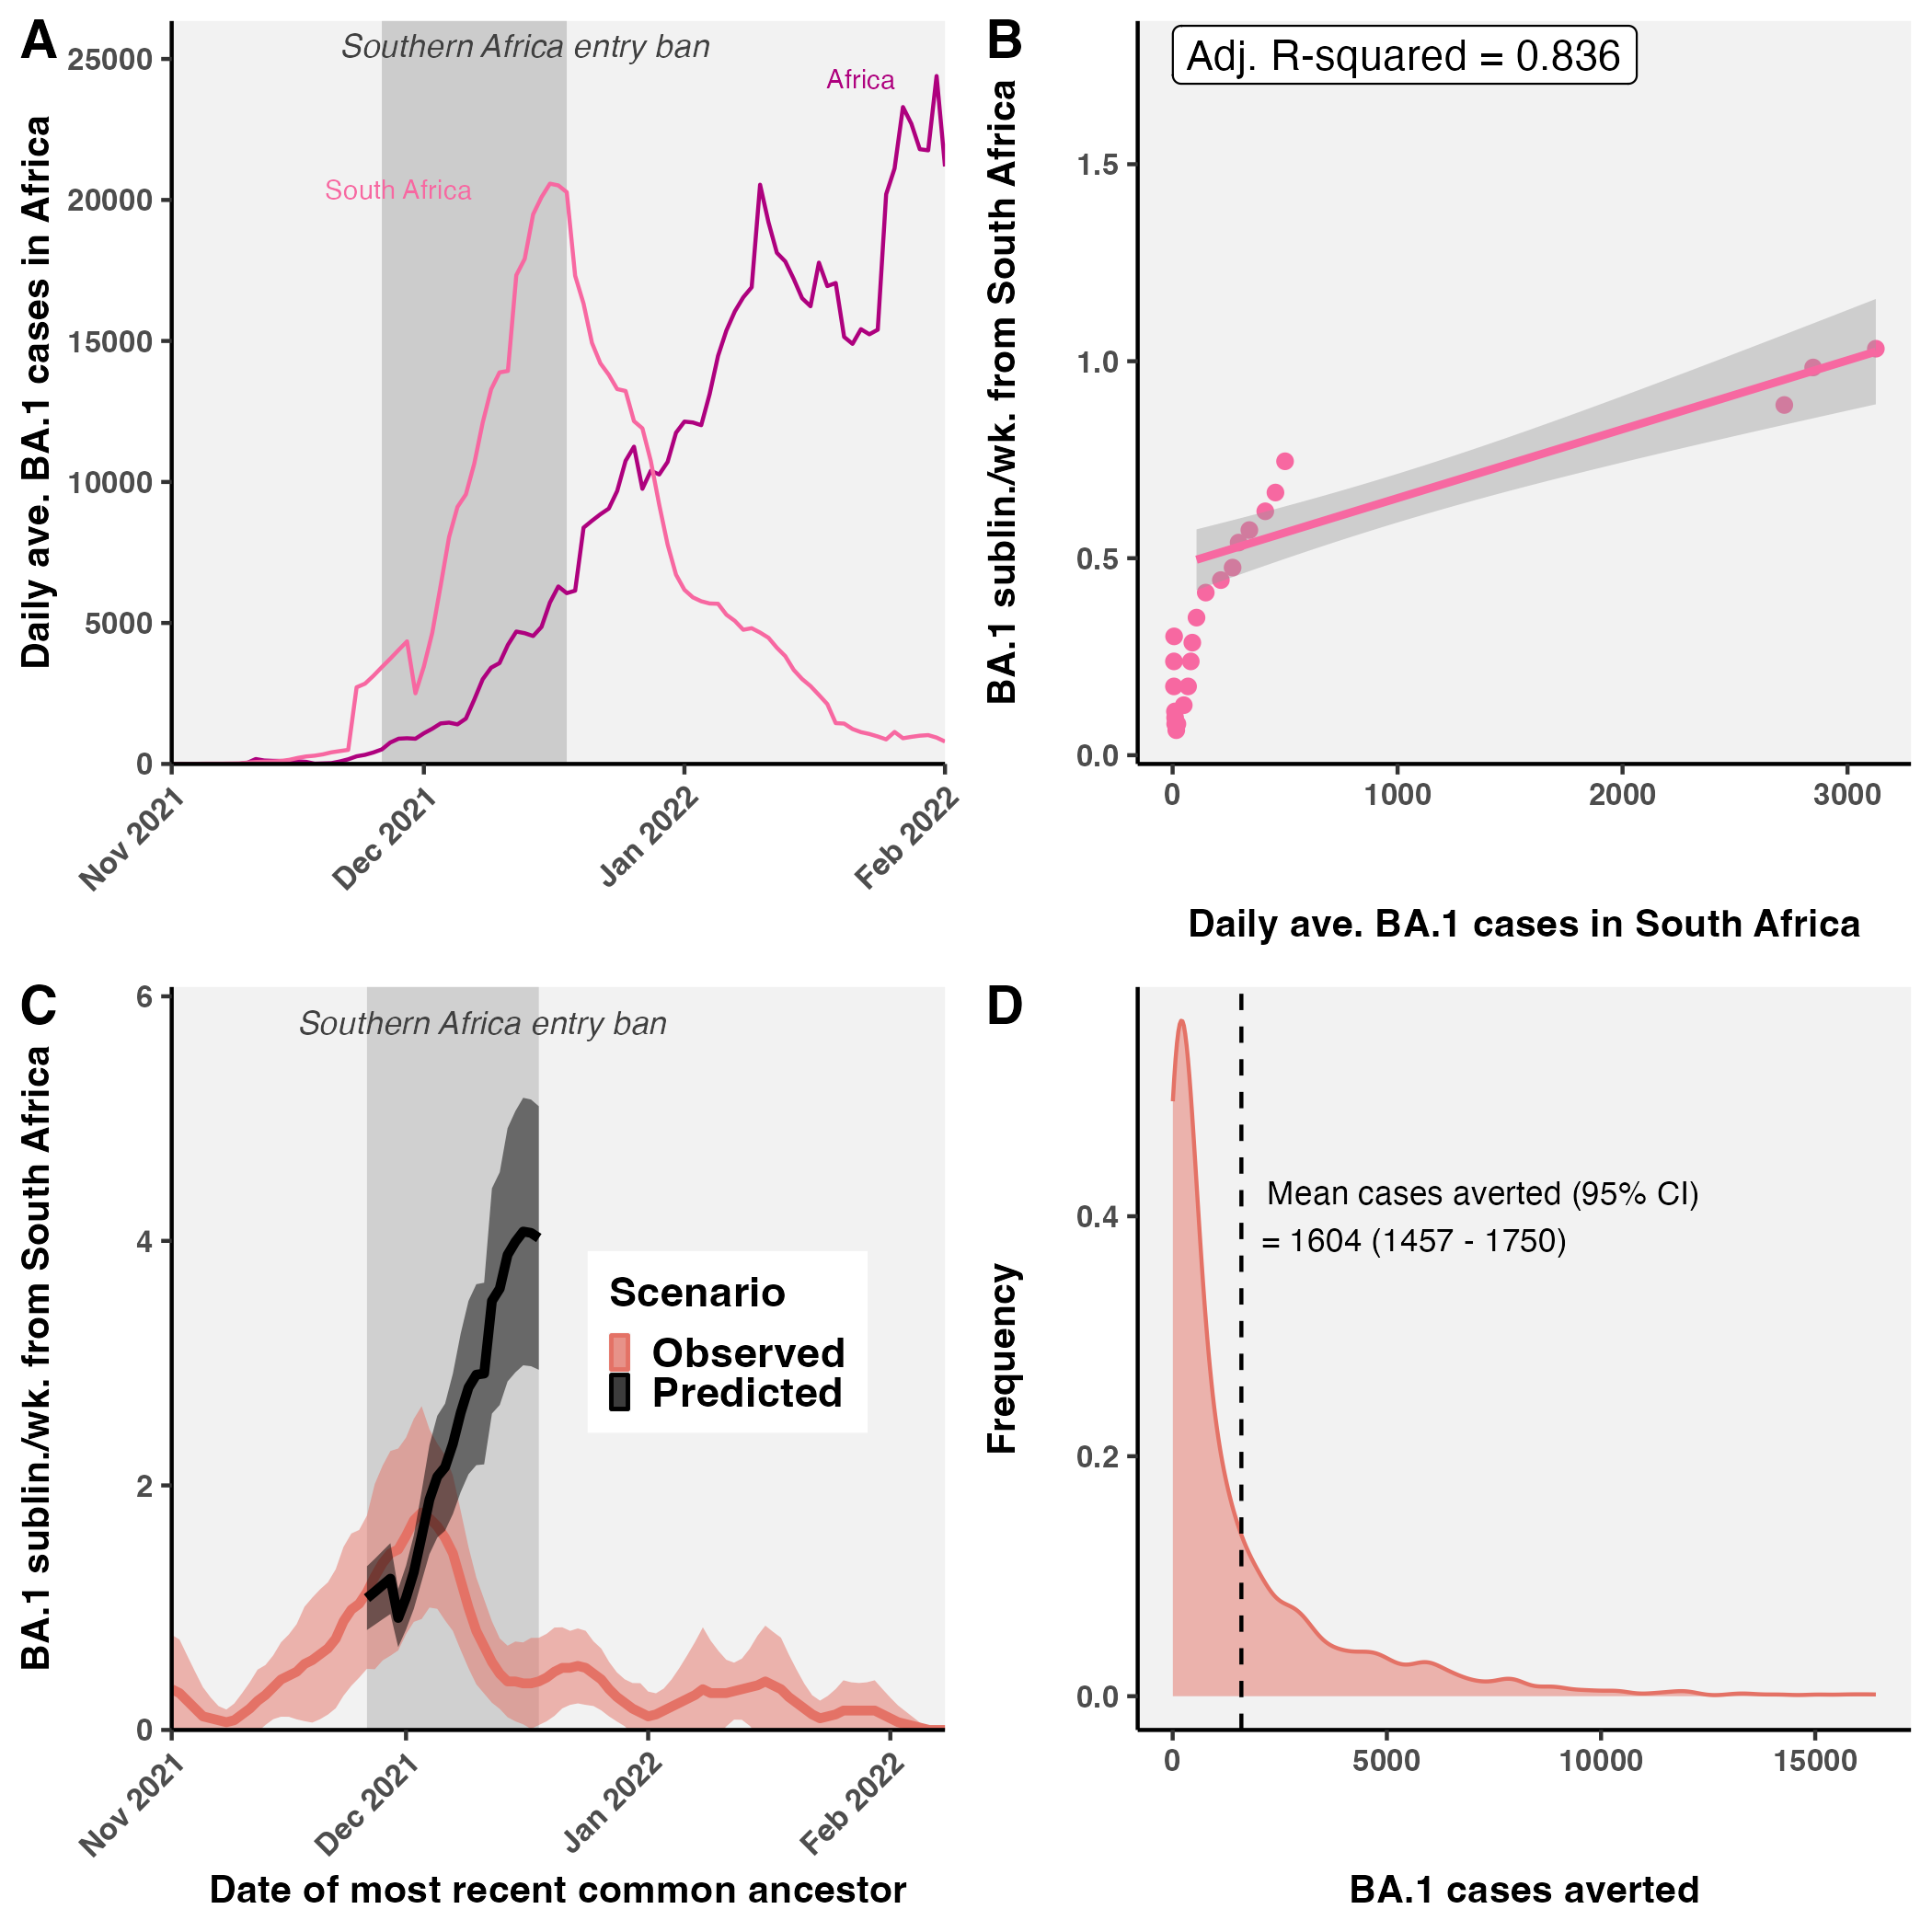 A
Daily ave. BA.1 cases in Africa
25000
20000
15000
10000
5000
0
Southern Africa entry ban
Africa
South Africa
Nov 2021
Dec 2021
Jan 2022
Feb 2022
B
BA.1 sublin./wk. from South Africa
Adj. R-squared = 0.836
1.5
1.0
0.5
0.0
0
1000
2000
3000
Daily ave. BA.1 cases in South Africa
C
BA.1 sublin./wk. from South Africa
6
4
2
0
Southern Africa entry ban
Scenario
Observed
Predicted
Nov 2021
Dec 2021
Jan 2022
Feb 2022
Date of most recent common ancestor
D
Frequency
0.4
0.2
0.0
Mean cases averted (95% CI)
= 1604 (1457 - 1750)
0
5000
10000
15000
BA.1 cases averted